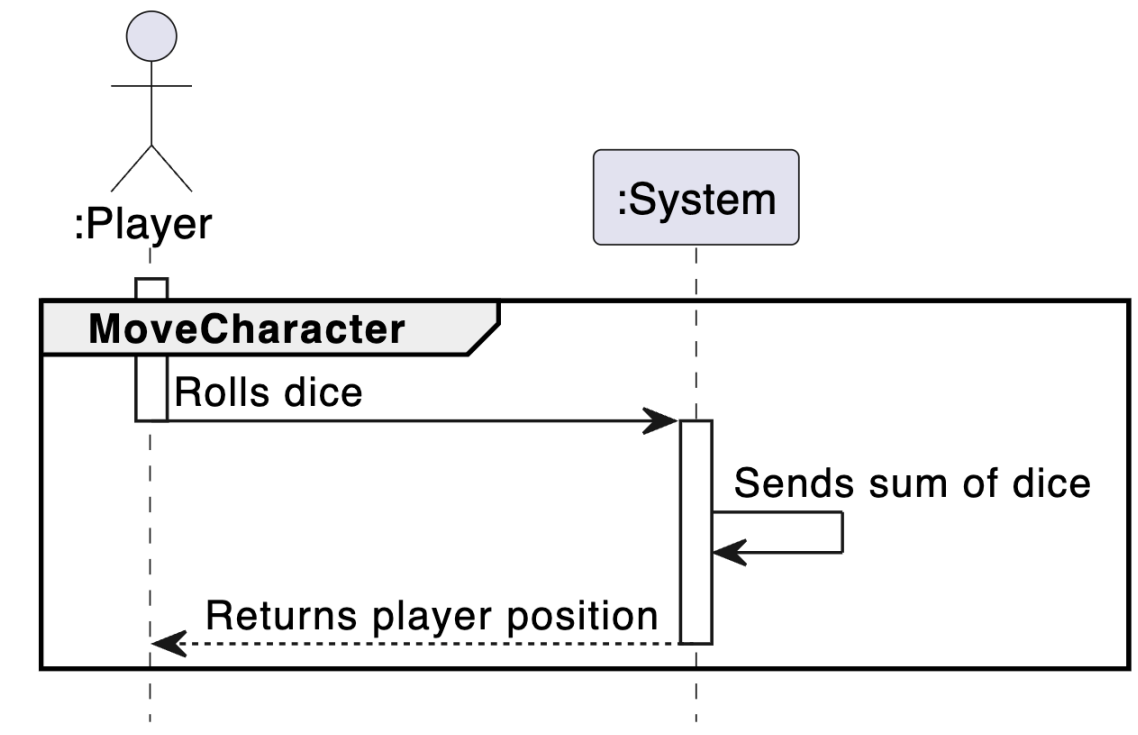 :Player
:System
MoveCharacter
Rolls dice
Sends sum of dice
Returns player position